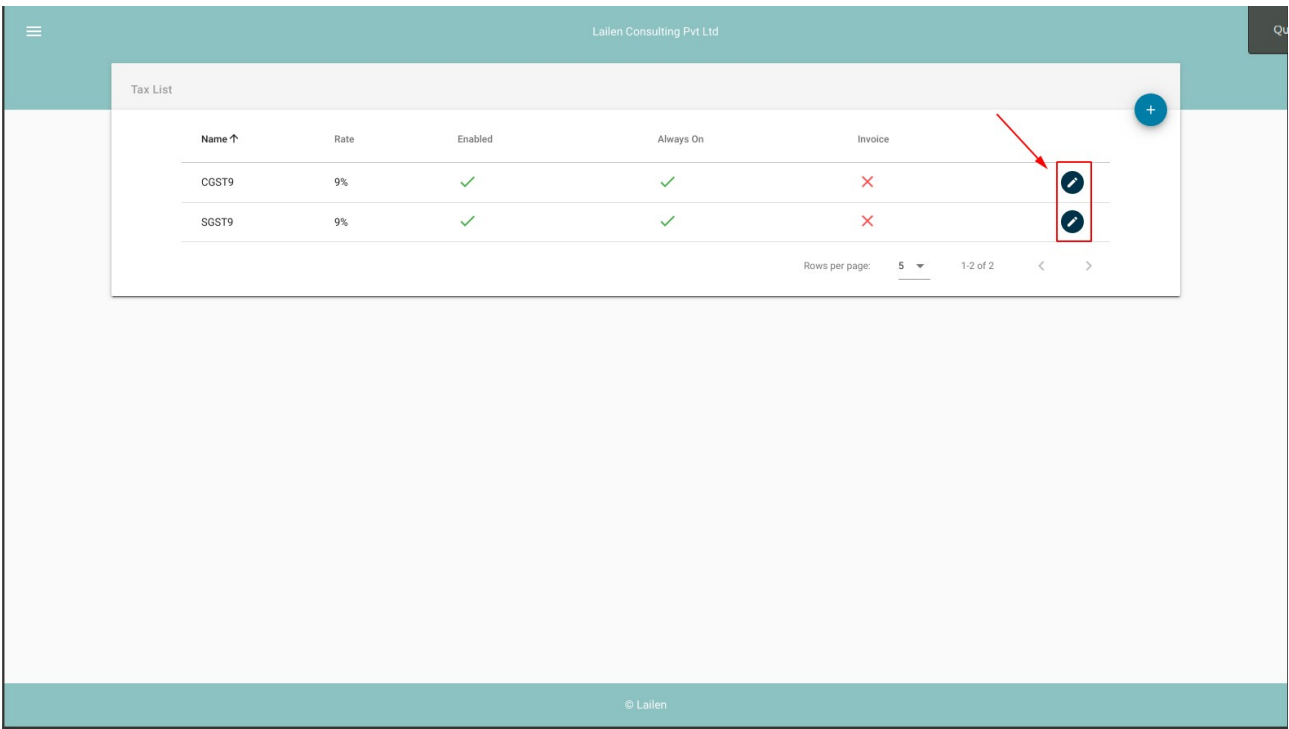 Lailen Consulting Pvt Ltd
Qu
Tax List
Name Rate Enabled Always On Invoice
CGST9 9%
SGST9 9%
Rows per page: 5 1-2 of 2
© Lailen